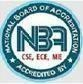 NATIONAL BOARD OF ACCREDITATION
NBA
CSE, ECE, ME
ACCREDITED BY